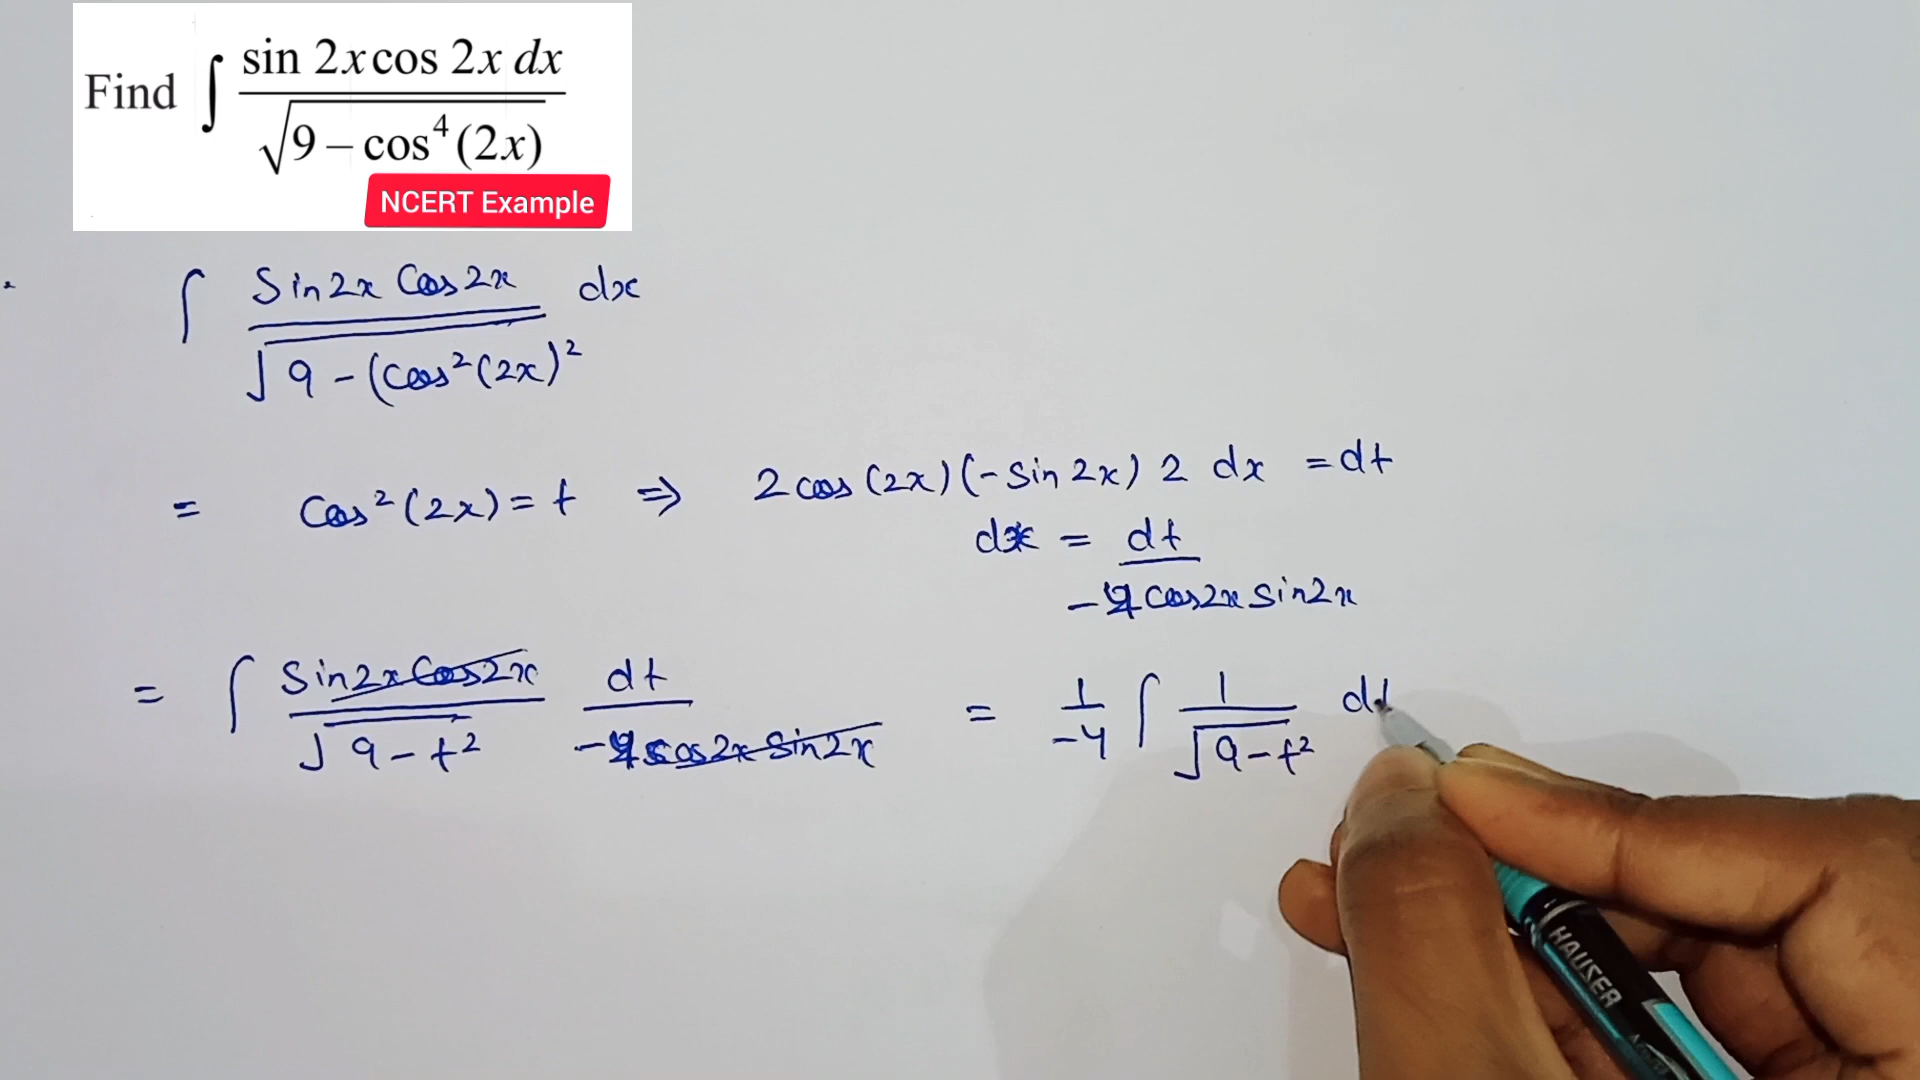 Find ∫ sin 2x cos 2x dx / √9 – cos⁴ (2x)
NCERT Example
∫ Sin2x Cos2x / √9 - (cos²(2x)² dx
= Cos²(2x) = t ⇒ 2 cos (2x) (- Sin 2x) 2 dx = dt
dx = dt / -4 cos2x sin2x
= ∫ Sin2x Cos2x / √9 - t² dt / -4 cos2x Sin2x = 1 / -4 ∫ 1 / √9 - t² dt
HAUSER